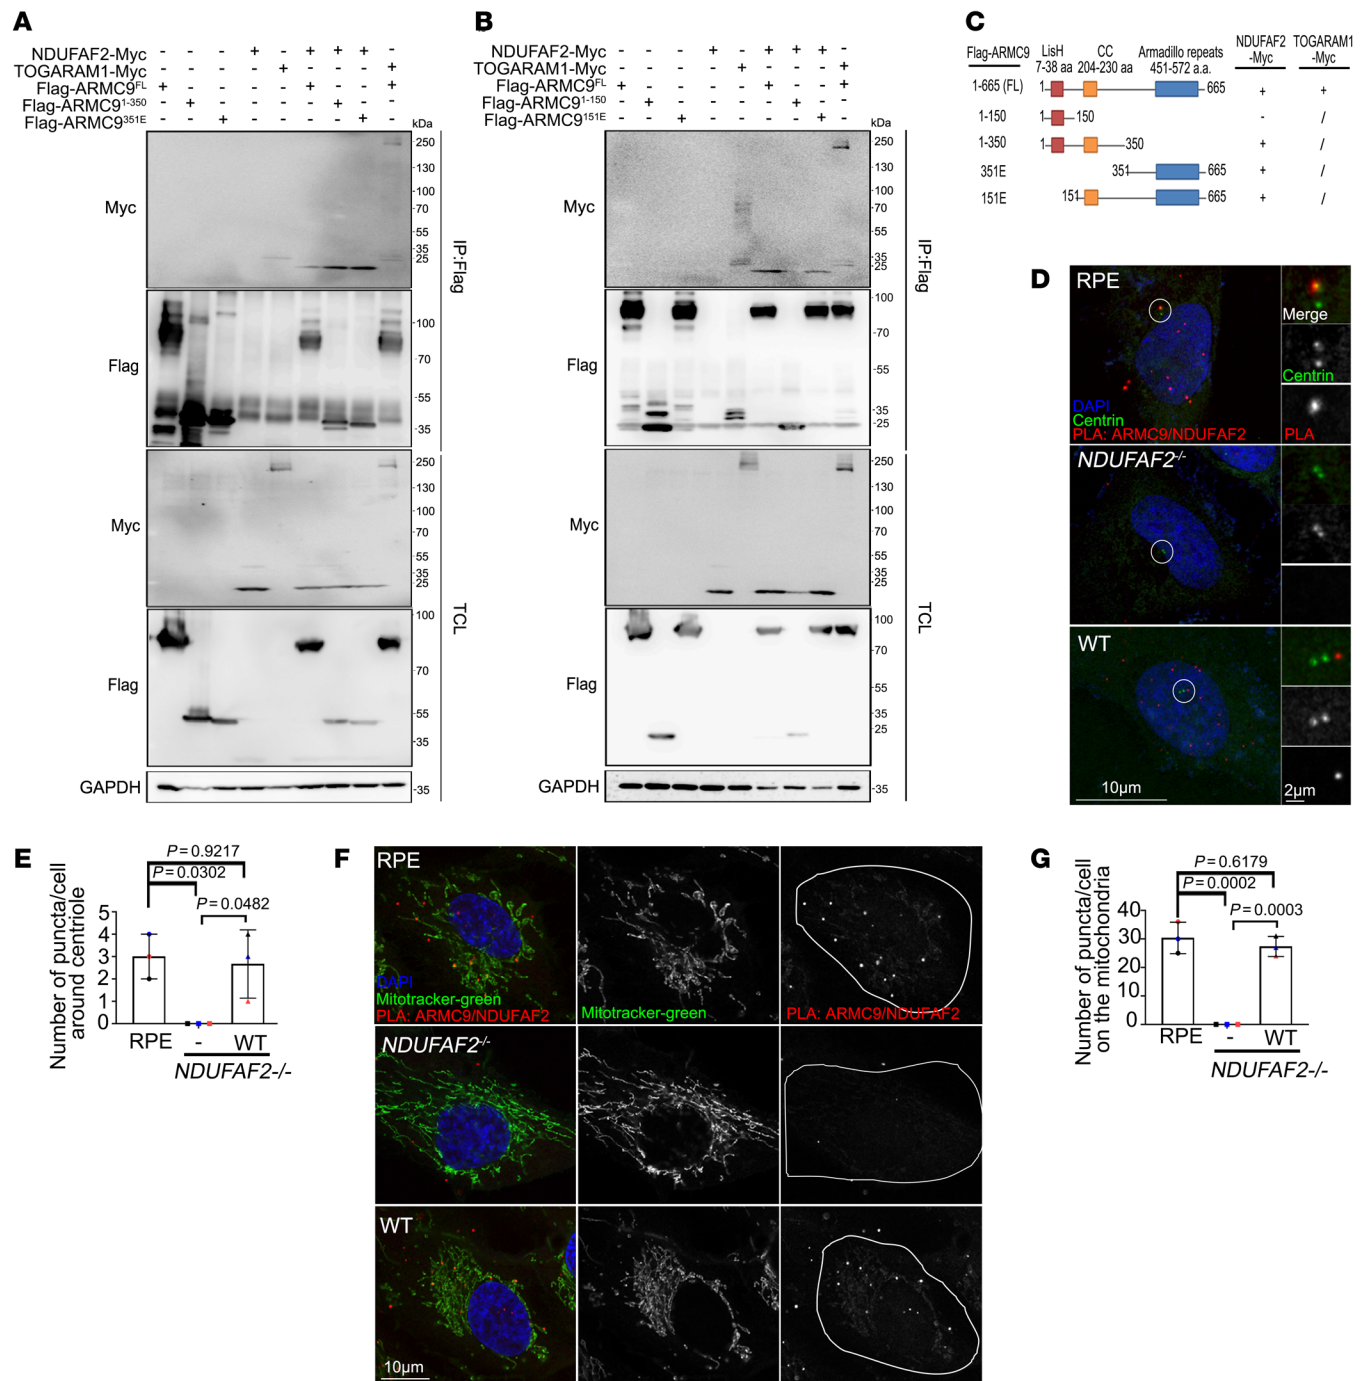 A
NDUFAF2-Myc - - - + - + + + -
TOGARAM1-Myc - - - - + - - - +
Flag-ARMC9FL + - - - - + - - +
Flag-ARMC91-350 - + - - - - + - -
Flag-ARMC9351E - - + - - - - + -
kDa
Myc
250
130
100
70
55
35
25
IP:Flag
Flag
100
70
55
35
Myc
250
130
100
70
55
35
25
TCL
Flag
100
70
55
35
GAPDH
35
B
NDUFAF2-Myc - - - + - + + + -
TOGARAM1-Myc - - - - + - - - +
Flag-ARMC9FL + - - - - + - - +
Flag-ARMC91-150 - + - - - - + - -
Flag-ARMC9151E - - + - - - - + -
kDa
Myc
250
130
100
70
55
35
25
IP:Flag
Flag
100
70
55
35
25
Myc
250
130
100
70
55
35
25
TCL
Flag
100
70
55
35
25
GAPDH
35
C
Flag-ARMC9
LisH
7-38 aa
CC
204-230 aa
Armadillo repeats
451-572 a.a.
NDUFAF2
-Myc
TOGARAM1
-Myc
1-665 (FL) 1 665 + +
1-150 1 150 - /
1-350 1 350 + /
351E 351 665 + /
151E 151 665 + /
D
RPE
DAPI
Centrin
PLA: ARMC9/NDUFAF2
Merge
Centrin
PLA
NDUFAF2-/-
WT
10μm
2μm
E
Number of puncta/cell
around centriole
P = 0.9217
P = 0.0302
P = 0.0482
5
4
3
2
1
0
RPE - WT
NDUFAF2-/-
F
RPE
DAPI
Mitotracker-green
PLA: ARMC9/NDUFAF2
Mitotracker-green
PLA: ARMC9/NDUFAF2
NDUFAF2-/-
WT
10μm
G
Number of puncta/cell
on the mitochondria
P = 0.6179
P = 0.0002
P = 0.0003
40
30
20
10
0
RPE - WT
NDUFAF2-/-